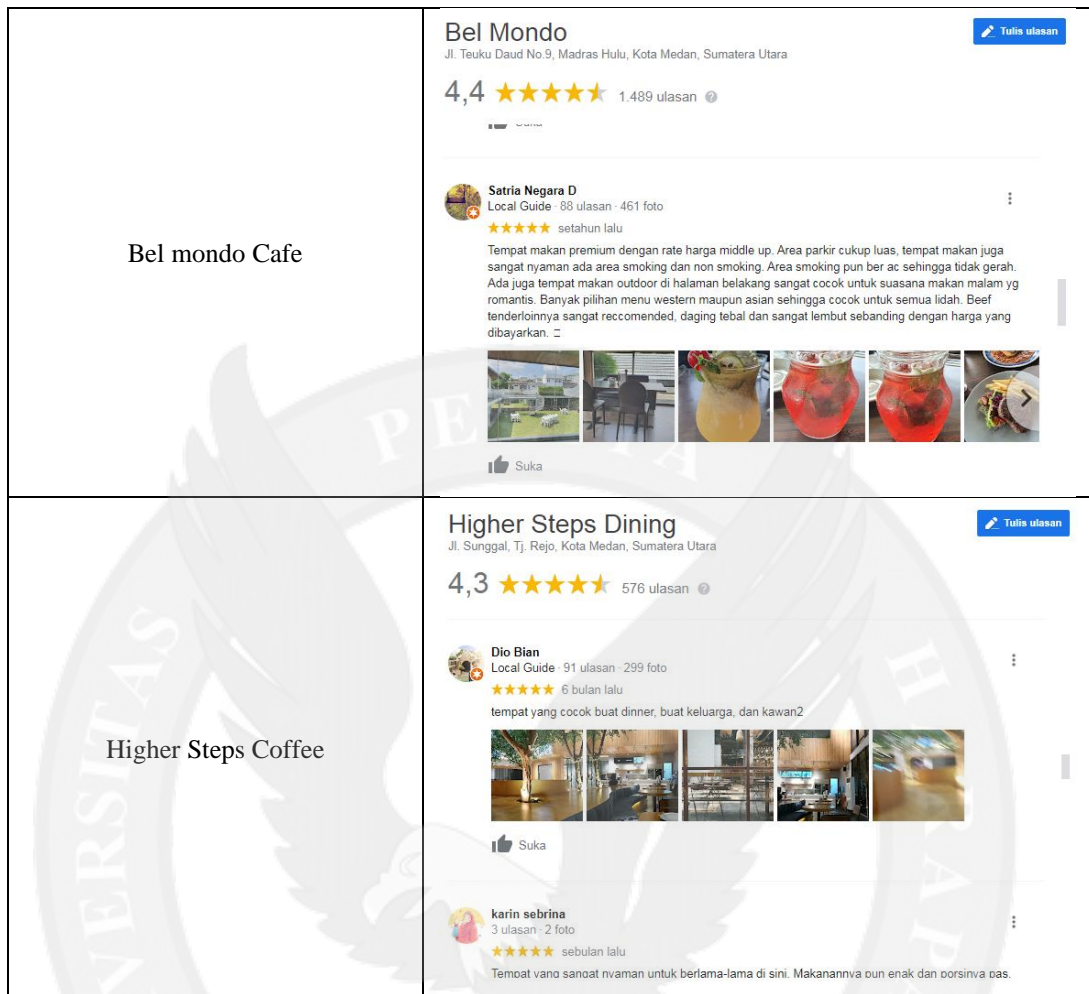 Bel mondo Cafe
Bel Mondo
Tulis ulasan
Jl. Teuku Daud No.9, Madras Hulu, Kota Medan, Sumatera Utara
4,4 1.489 ulasan
Suka
Satria Negara D
Local Guide · 88 ulasan · 461 foto
setahun lalu
Tempat makan premium dengan rate harga middle up. Area parkir cukup luas, tempat makan juga
sangat nyaman ada area smoking dan non smoking. Area smoking pun ber ac sehingga tidak gerah.
Ada juga tempat makan outdoor di halaman belakang sangat cocok untuk suasana makan malam yg
romantis. Banyak pilihan menu western maupun asian sehingga cocok untuk semua lidah. Beef
tenderloinnya sangat reccomended, daging tebal dan sangat lembut sebanding dengan harga yang
dibayarkan.
Suka
Higher Steps Coffee
Higher Steps Dining
Tulis ulasan
Jl. Sunggal, Tj. Rejo, Kota Medan, Sumatera Utara
4,3 576 ulasan
Dio Bian
Local Guide · 91 ulasan · 299 foto
6 bulan lalu
tempat yang cocok buat dinner, buat keluarga, dan kawan2
Suka
karin sebrina
3 ulasan · 2 foto
sebulan lalu
Tempat yang sangat nyaman untuk berlama-lama di sini. Makanannya pun enak dan porsinya pas.